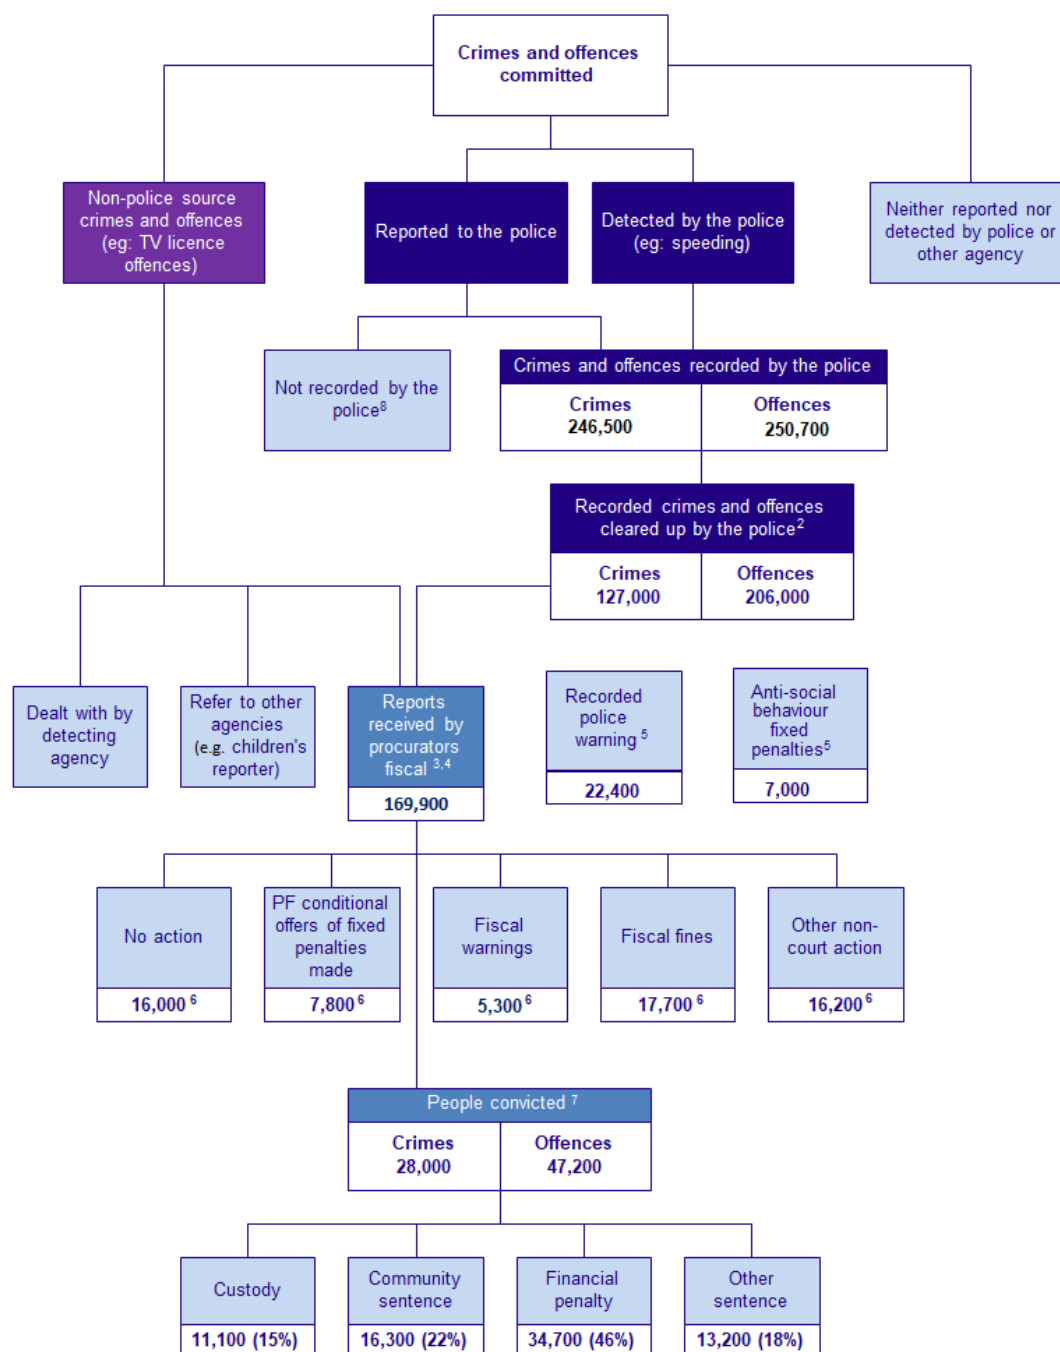 Crimes and offences
committed
Non-police source
crimes and offences
(eg: TV licence
offences)
Reported to the police
Detected by the police
(eg: speeding)
Neither reported nor
detected by police or
other agency
Not recorded by the
police8
Crimes and offences recorded by the police
Crimes
246,500
Offences
250,700
Recorded crimes and offences
cleared up by the police2
Crimes
127,000
Offences
206,000
Dealt with by
detecting
agency
Refer to other
agencies
(e.g. children's
reporter)
Reports
received by
procurators
fiscal 3,4
169,900
Recorded
police
warning 5
22,400
Anti-social
behaviour
fixed
penalties5
7,000
No action
16,000 6
PF conditional
offers of fixed
penalties
made
7,800 6
Fiscal
warnings
5,300 6
Fiscal fines
17,700 6
Other non-
court action
16,200 6
People convicted 7
Crimes
28,000
Offences
47,200
Custody
11,100 (15%)
Community
sentence
16,300 (22%)
Financial
penalty
34,700 (46%)
Other
sentence
13,200 (18%)